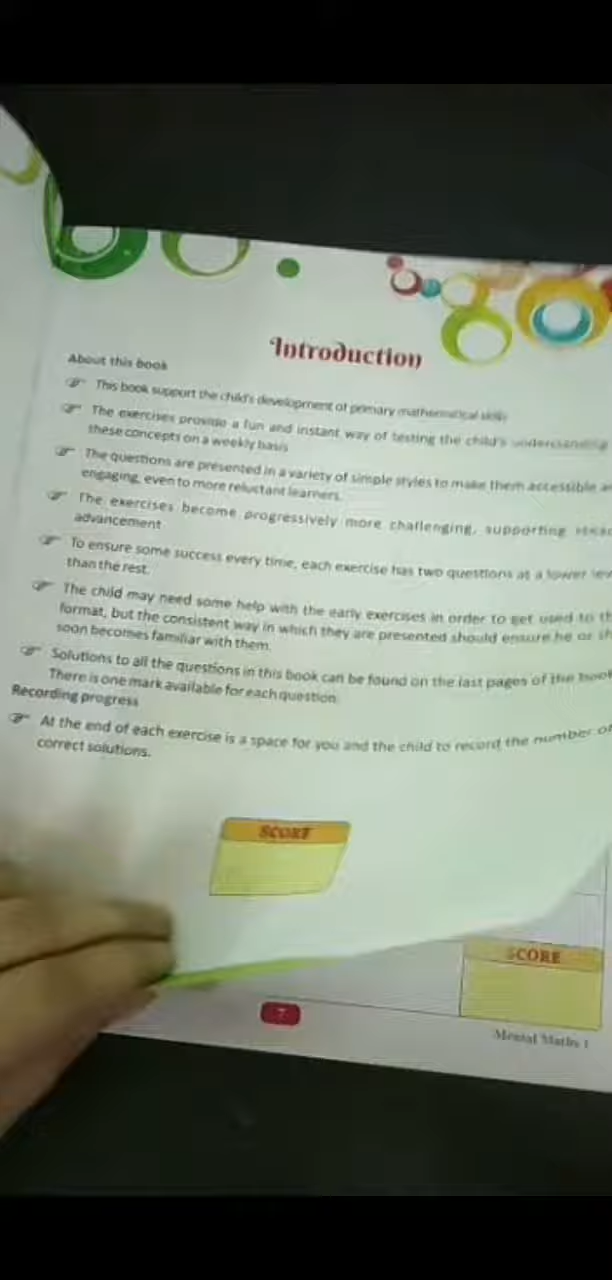 Introduction
About this book
This book support the child's development of primary mathematical skills
The exercises provide a fun and instant way of testing the child's understanding
these concepts on a weekly basis
The questions are presented in a variety of simple styles to make them accessible
engaging, even to more reluctant learners.
The exercises become progressively more challenging, supporting
advancement
To ensure some success every time, each exercise has two questions at a lower
than the rest.
The child may need some help with the early exercises in order to get used to
format, but the consistent way in which they are presented should ensure he or
soon becomes familiar with them.
Solutions to all the questions in this book can be found on the last pages of the book
There is one mark available for each question.
Recording progress
At the end of each exercise is a space for you and the child to record the number of
correct solutions.
SCORE
SCORE
7
Mental Maths 1